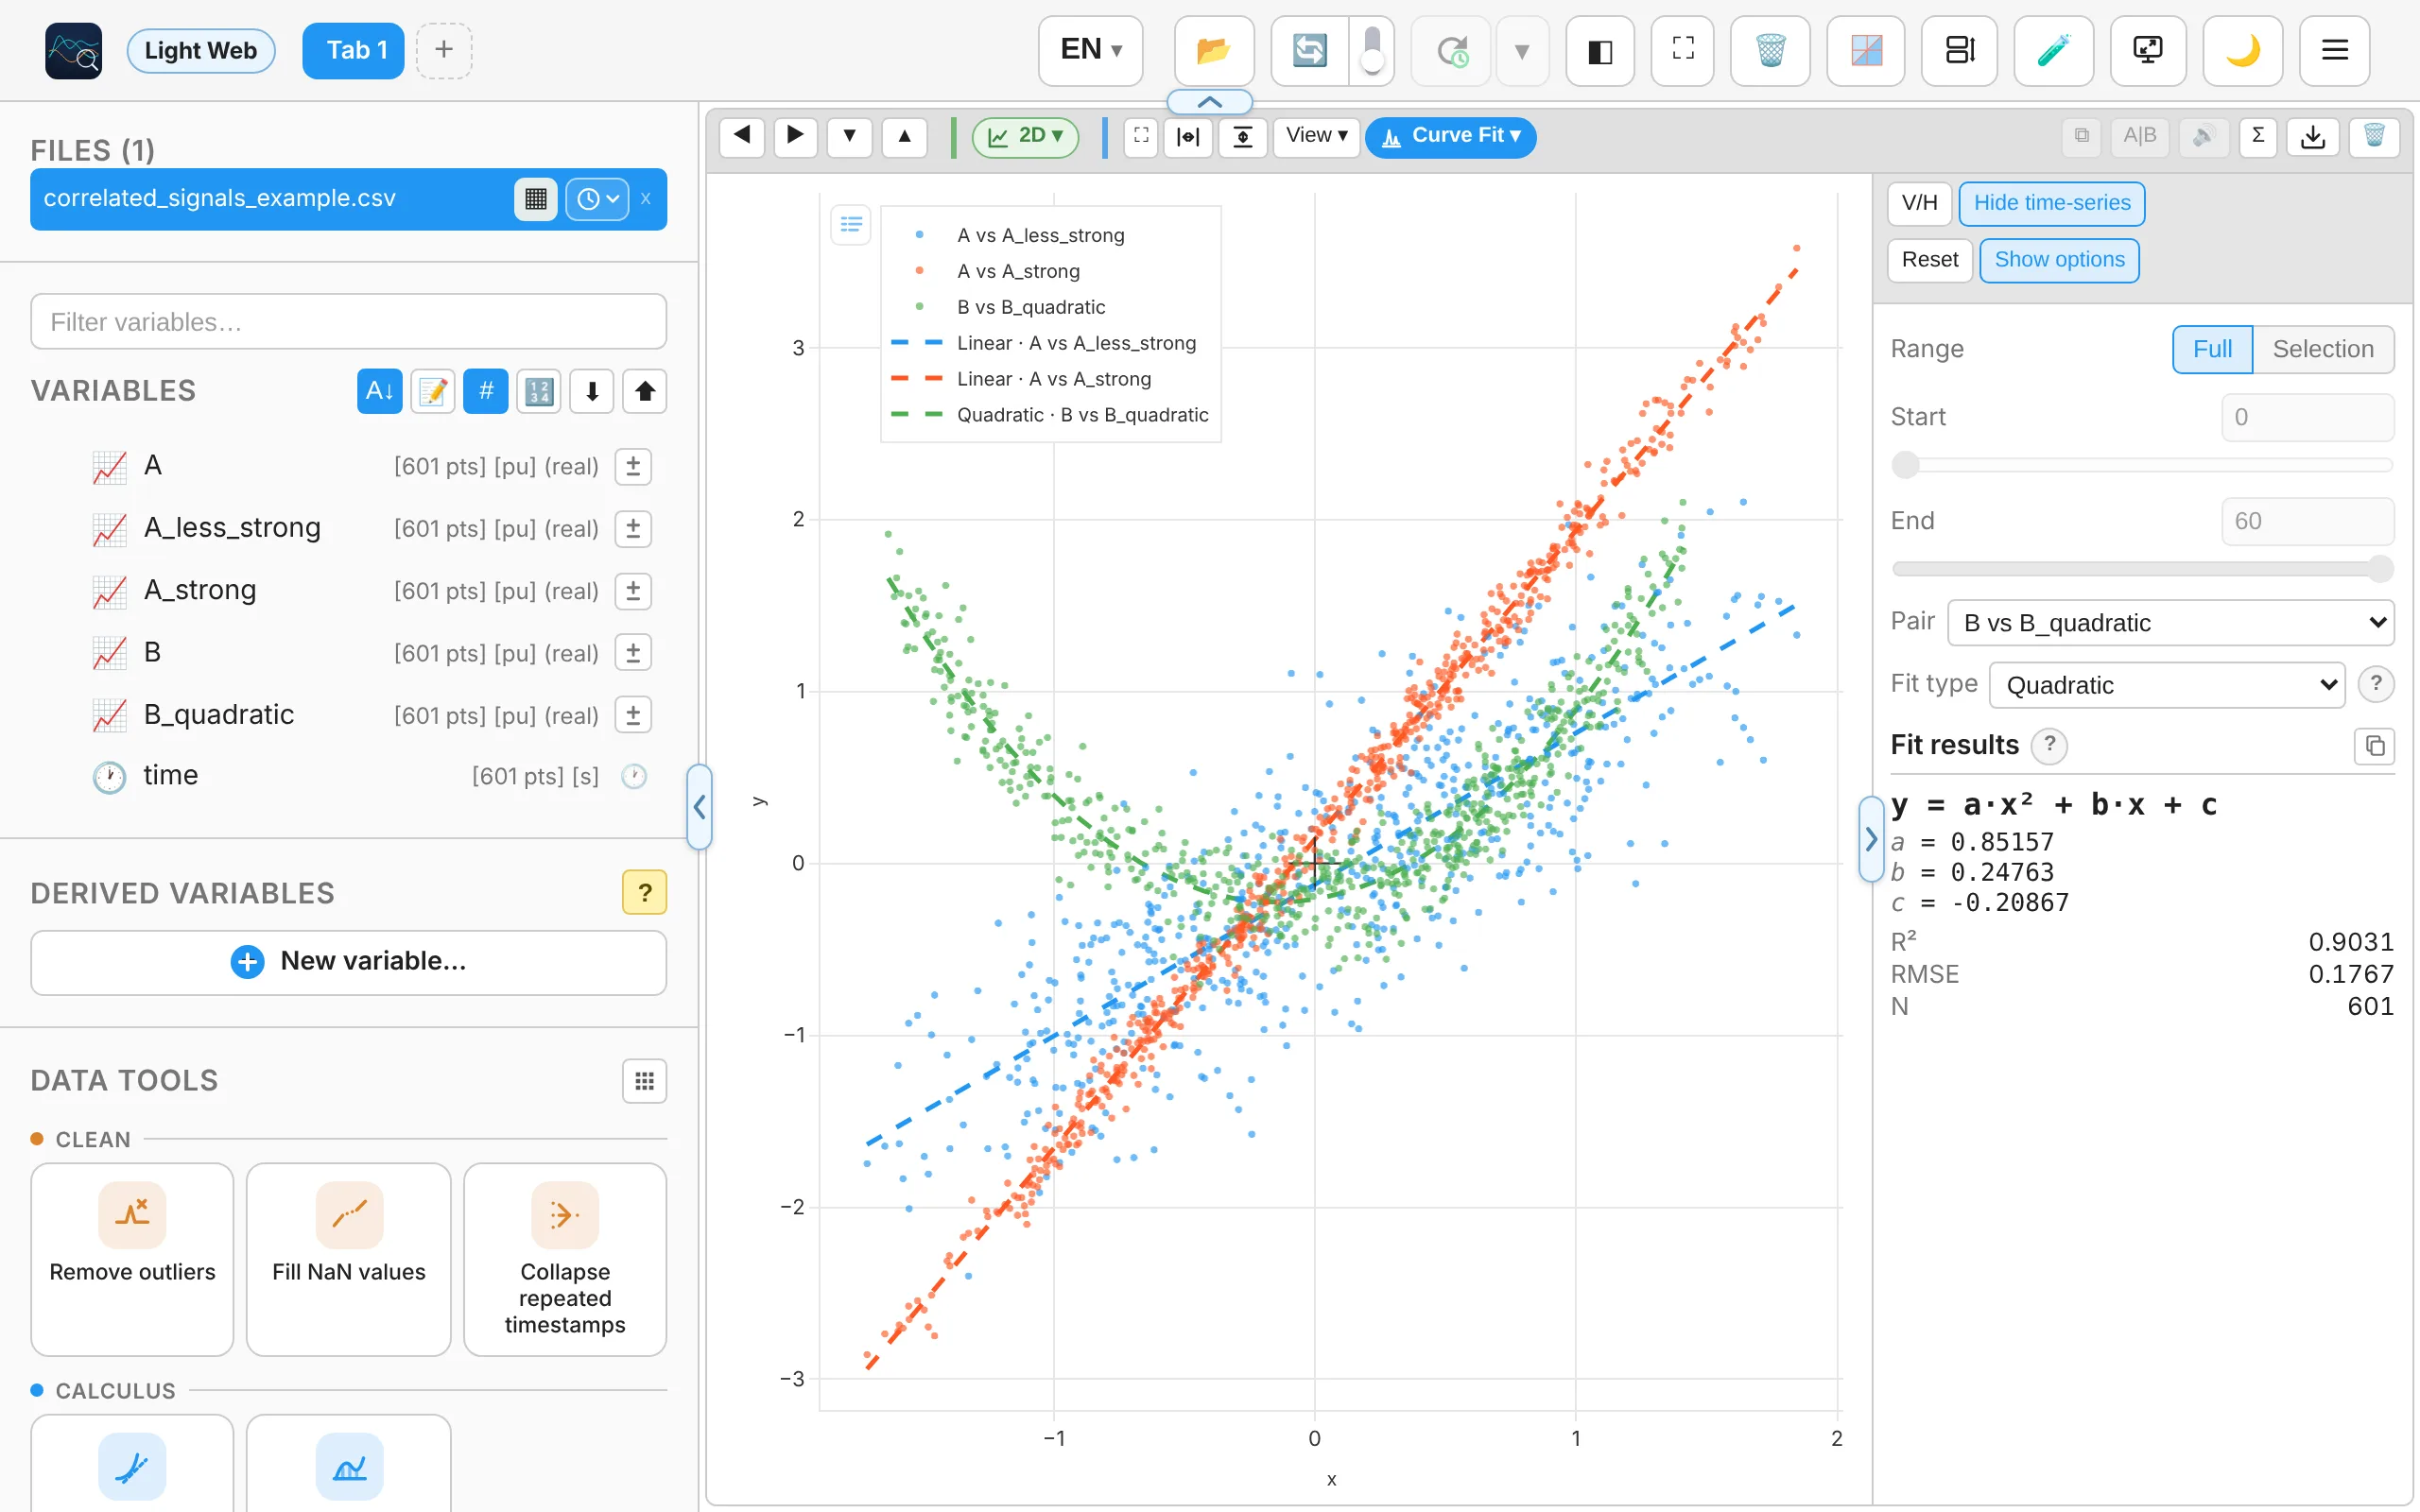 Light Web
Tab 1
+
EN ▾
FILES (1)
correlated_signals_example.csv
x
Filter variables…
VARIABLES
A↓
#
A
[601 pts] [pu] (real)
±
A_less_strong
[601 pts] [pu] (real)
±
A_strong
[601 pts] [pu] (real)
±
B
[601 pts] [pu] (real)
±
B_quadratic
[601 pts] [pu] (real)
±
time
[601 pts] [s]
DERIVED VARIABLES
?
New variable...
DATA TOOLS
CLEAN
Remove outliers
Fill NaN values
Collapse
repeated
timestamps
CALCULUS
2D ▾
View ▾
Curve Fit ▾
A|B
Σ
A vs A_less_strong
A vs A_strong
B vs B_quadratic
Linear · A vs A_less_strong
Linear · A vs A_strong
Quadratic · B vs B_quadratic
3
2
1
0
−1
−2
−3
y
−1
0
1
2
x
V/H
Hide time-series
Reset
Show options
Range
Full
Selection
Start
0
End
60
Pair
B vs B_quadratic
Fit type
Quadratic
?
Fit results
?
y = a·x² + b·x + c
a = 0.85157
b = 0.24763
c = -0.20867
R²
0.9031
RMSE
0.1767
N
601